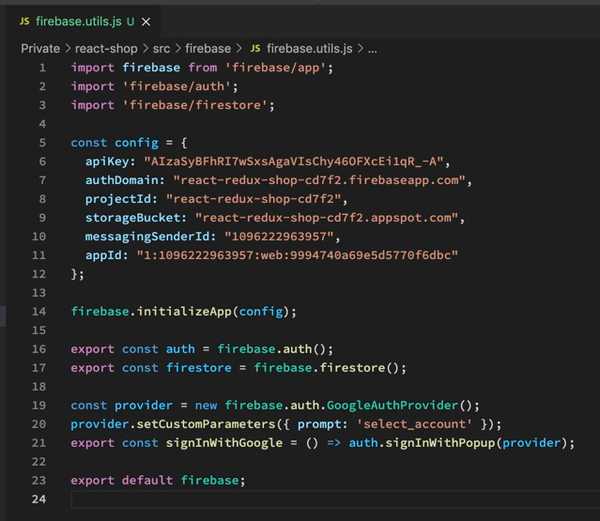 JS firebase.utils.js U ×
Private > react-shop > src > firebase > JS firebase.utils.js > ...
1 import firebase from 'firebase/app';
2 import 'firebase/auth';
3 import 'firebase/firestore';
4
5 const config = {
6 apiKey: "AIzaSyBFhRI7wSxsAgaVIsChy46OFXcEi1qR_-A",
7 authDomain: "react-redux-shop-cd7f2.firebaseapp.com",
8 projectId: "react-redux-shop-cd7f2",
9 storageBucket: "react-redux-shop-cd7f2.appspot.com",
10 messagingSenderId: "1096222963957",
11 appId: "1:1096222963957:web:9994740a69e5d5770f6dbc"
12 };
13
14 firebase.initializeApp(config);
15
16 export const auth = firebase.auth();
17 export const firestore = firebase.firestore();
18
19 const provider = new firebase.auth.GoogleAuthProvider();
20 provider.setCustomParameters({ prompt: 'select_account' });
21 export const signInWithGoogle = () => auth.signInWithPopup(provider);
22
23 export default firebase;
24